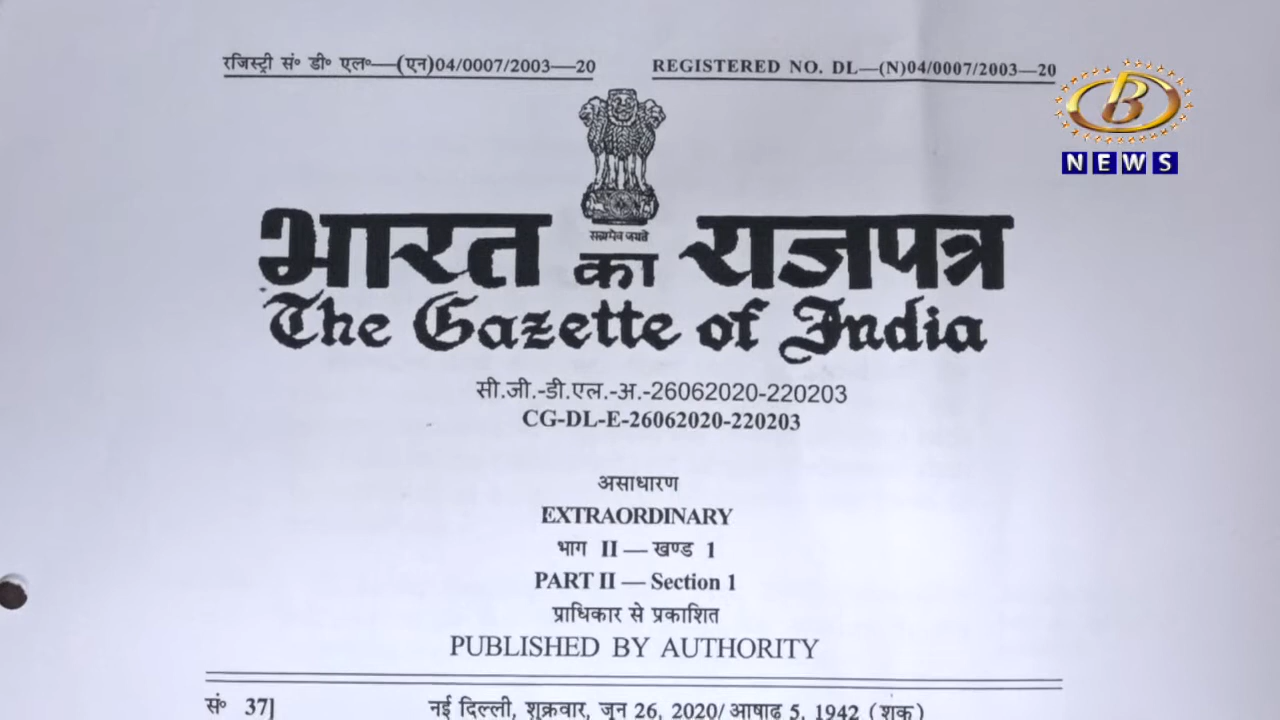 रजिस्ट्री सं॰ डी॰ एल॰—(एन)04/0007/2003—20
REGISTERED NO. DL—(N)04/0007/2003—20
B
NEWS
सत्यमेव जयते
भारत का राजपत्र
The Gazette of India
सी.जी.-डी.एल.-अ.-26062020-220203
CG-DL-E-26062020-220203
असाधारण
EXTRAORDINARY
भाग II — खण्ड 1
PART II — Section 1
प्राधिकार से प्रकाशित
PUBLISHED BY AUTHORITY
सं॰ 37]
नई दिल्ली, शुक्रवार, जून 26, 2020/ आषाढ़ 5, 1942 (शक)